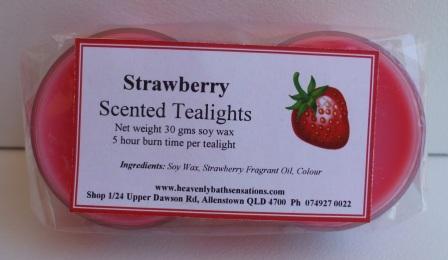 Strawberry
Scented Tealights
Net weight 30 gms soy wax
5 hour burn time per tealight
Ingredients: Soy Wax, Strawberry Fragrant Oil, Colour
www.heavenlybathsensations.com
Shop 1/24 Upper Dawson Rd, Allenstown QLD 4700 Ph 074927 0022